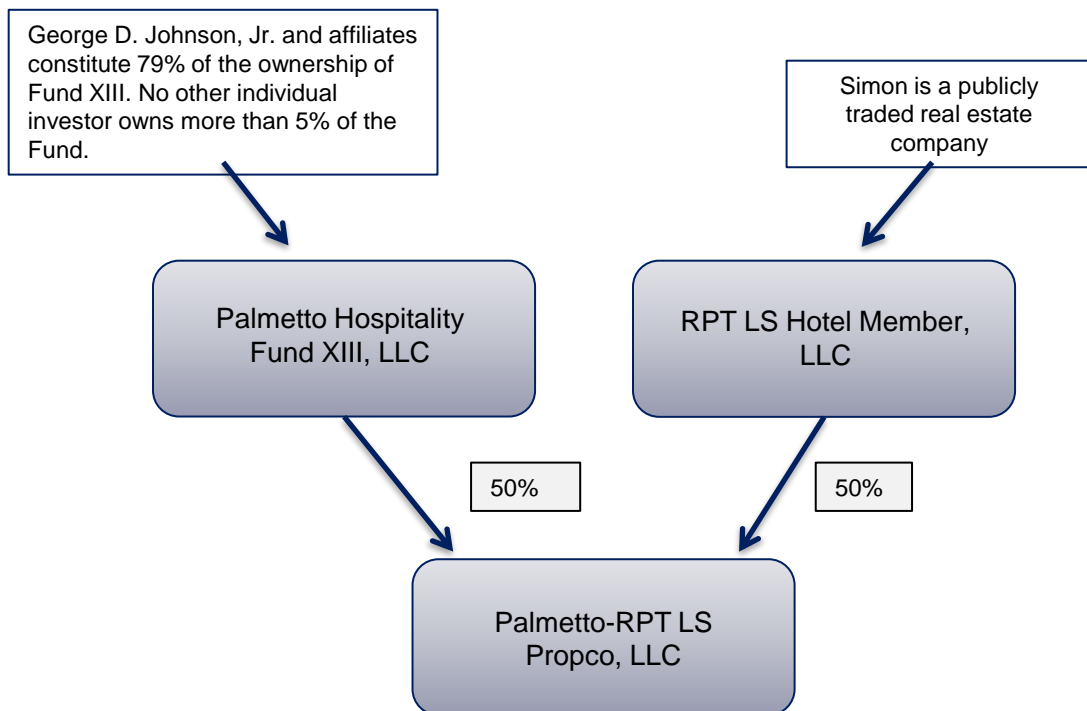 George D. Johnson, Jr. and affiliates
constitute 79% of the ownership of
Fund XIII. No other individual
investor owns more than 5% of the
Fund.
Simon is a publicly
traded real estate
company
Palmetto Hospitality
Fund XIII, LLC
RPT LS Hotel Member,
LLC
50%
50%
Palmetto-RPT LS
Propco, LLC